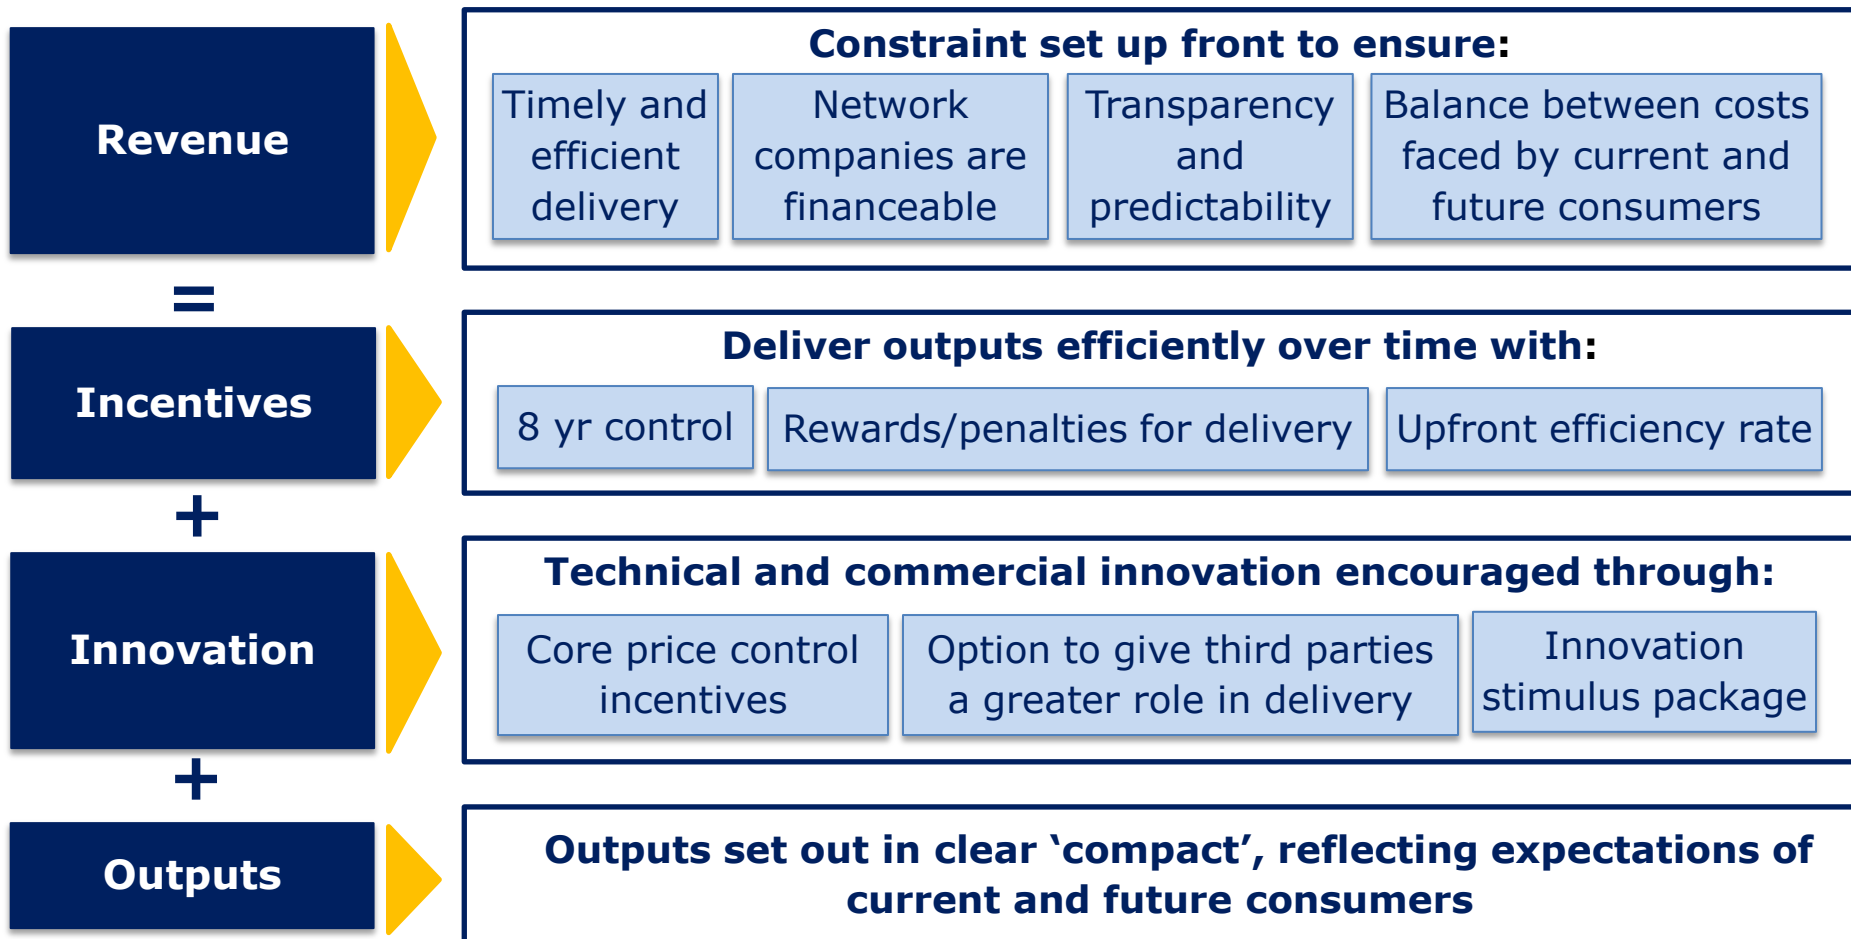 Revenue
Constraint set up front to ensure:
Timely and
efficient
delivery
Network
companies are
financeable
Transparency
and
predictability
Balance between costs
faced by current and
future consumers
=
Incentives
Deliver outputs efficiently over time with:
8 yr control
Rewards/penalties for delivery
Upfront efficiency rate
+
Innovation
Technical and commercial innovation encouraged through:
Core price control
incentives
Option to give third parties
a greater role in delivery
Innovation
stimulus package
+
Outputs
Outputs set out in clear ‘compact’, reflecting expectations of
current and future consumers